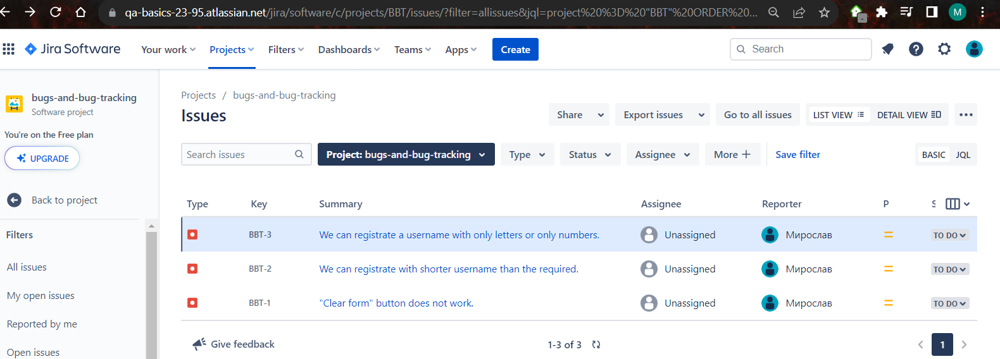 qa-basics-23-95.atlassian.net/jira/software/c/projects/BBT/issues/?filter=allissues&jql=project%20%3D%20"BBT"%20ORDER%20...
M
Jira Software
Your work
Projects
Filters
Dashboards
Teams
Apps
Create
Search
bugs-and-bug-tracking
Software project
You're on the Free plan
UPGRADE
Back to project
Filters
All issues
My open issues
Reported by me
Open issues
Projects / bugs-and-bug-tracking
Issues
Share
Export issues
Go to all issues
LIST VIEW
DETAIL VIEW
Search issues
Project: bugs-and-bug-tracking
Type
Status
Assignee
More +
Save filter
BASIC
JQL
Type Key Summary Assignee Reporter P S
BBT-3 We can registrate a username with only letters or only numbers. Unassigned Мирослав TO DO
BBT-2 We can registrate with shorter username than the required. Unassigned Мирослав TO DO
BBT-1 "Clear form" button does not work. Unassigned Мирослав TO DO
Give feedback
1-3 of 3
1